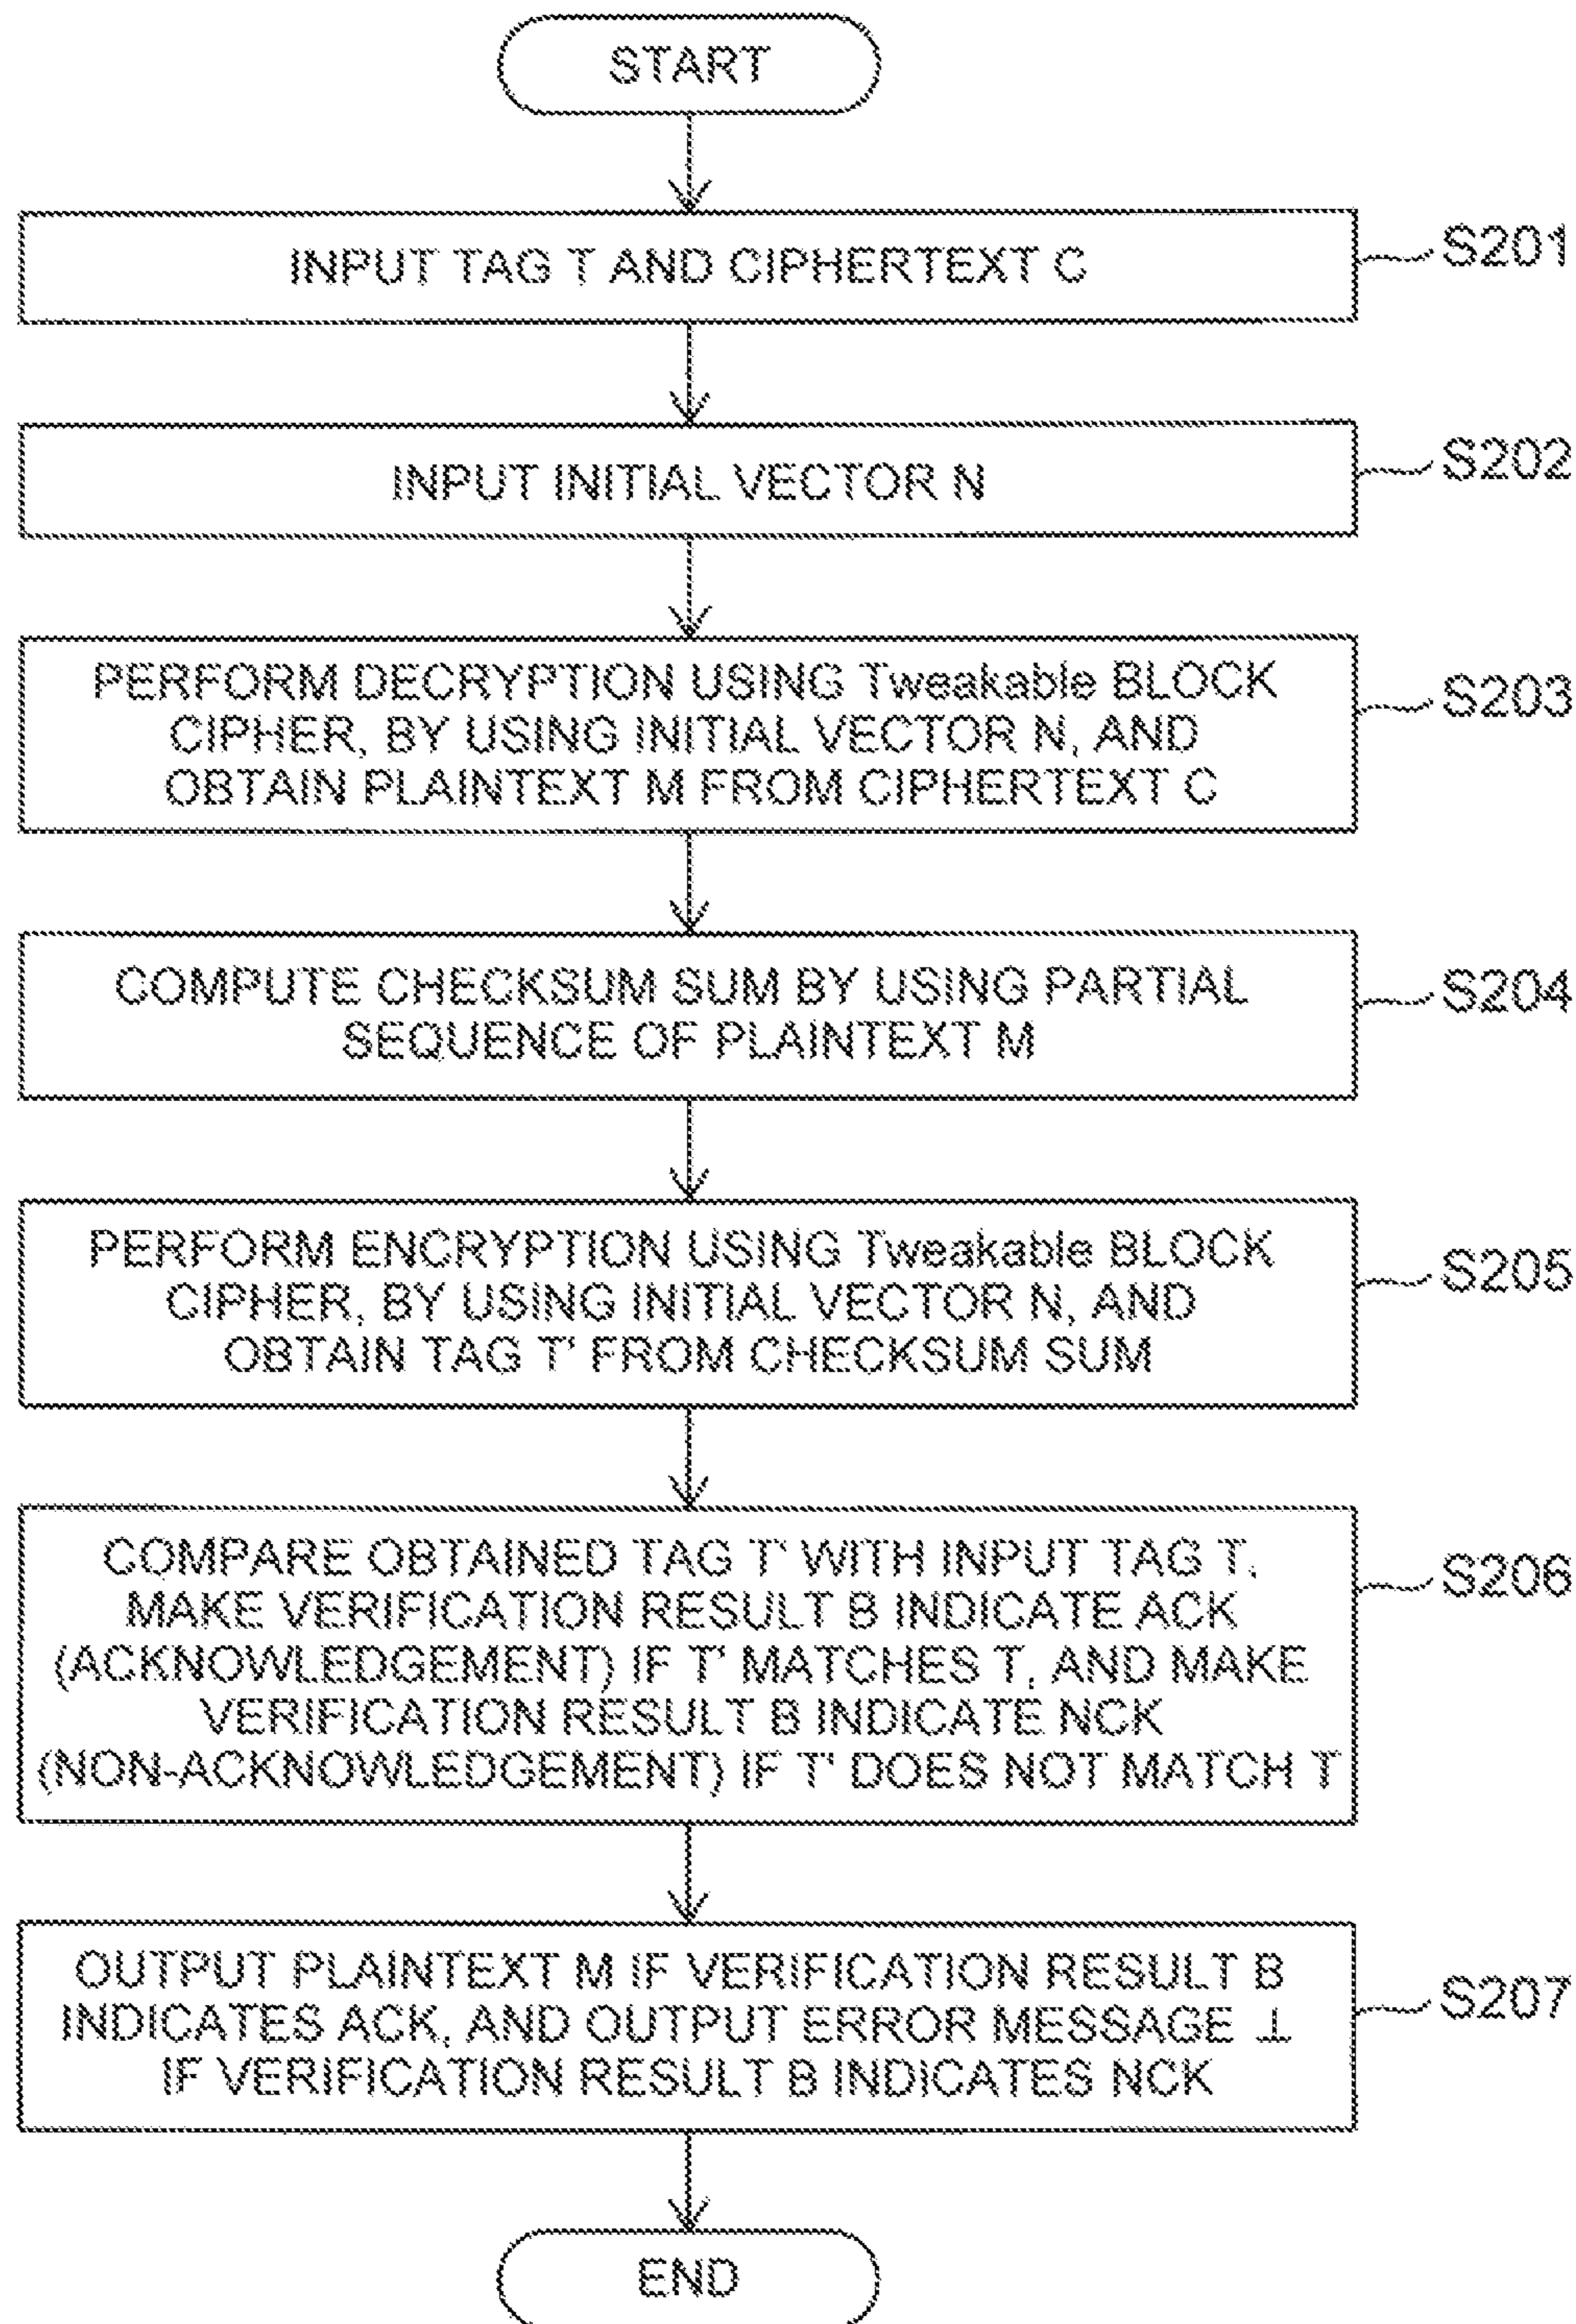 START
INPUT TAG T AND CIPHERTEXT C
S201
INPUT INITIAL VECTOR N
S202
PERFORM DECRYPTION USING Tweakable BLOCK
CIPHER, BY USING INITIAL VECTOR N, AND
OBTAIN PLAINTEXT M FROM CIPHERTEXT C
S203
COMPUTE CHECKSUM SUM BY USING PARTIAL
SEQUENCE OF PLAINTEXT M
S204
PERFORM ENCRYPTION USING Tweakable BLOCK
CIPHER, BY USING INITIAL VECTOR N, AND
OBTAIN TAG T' FROM CHECKSUM SUM
S205
COMPARE OBTAINED TAG T' WITH INPUT TAG T,
MAKE VERIFICATION RESULT B INDICATE ACK
(ACKNOWLEDGEMENT) IF T' MATCHES T, AND MAKE
VERIFICATION RESULT B INDICATE NCK
(NON-ACKNOWLEDGEMENT) IF T' DOES NOT MATCH T
S206
OUTPUT PLAINTEXT M IF VERIFICATION RESULT B
INDICATES ACK, AND OUTPUT ERROR MESSAGE ⊥
IF VERIFICATION RESULT B INDICATES NCK
S207
END